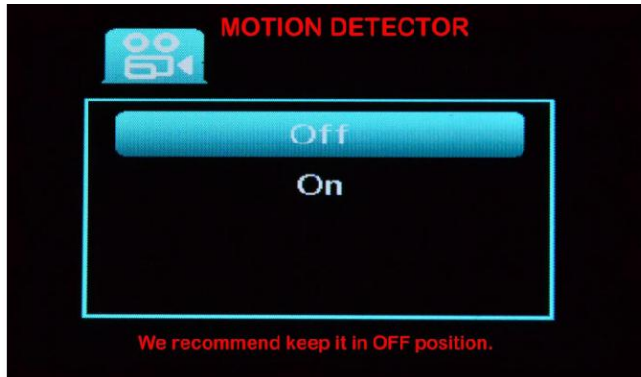 MOTION DETECTOR
Off
On
We recommend keep it in OFF position.